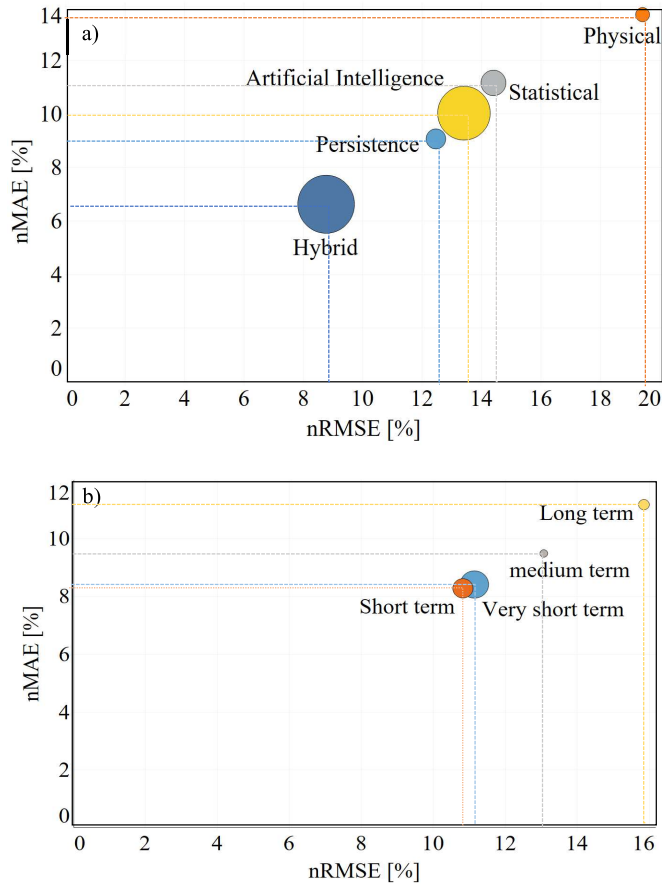 14
a)
Physical
12
Artificial Intelligence
Statistical
10
Persistence
8
nMAE [%]
6
Hybrid
4
2
0
0 2 4 6 8 10 12 14 16 18 20
nRMSE [%]
12
b)
Long term
10
medium term
8
Short term
Very short term
nMAE [%]
6
4
2
0
0 2 4 6 8 10 12 14 16
nRMSE [%]